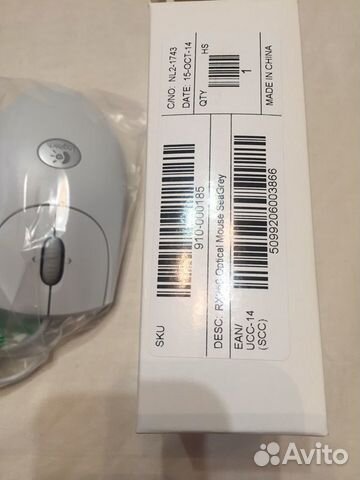 C/NO: NL2-1743
DATE: 15-OCT-14
QTY
HS
1
MADE IN CHINA
SKU
910-000185
DESC: Optical Mouse SeaGrey
EAN/
UCC-14
(SCC)
5099206003866
Logitech
Avito